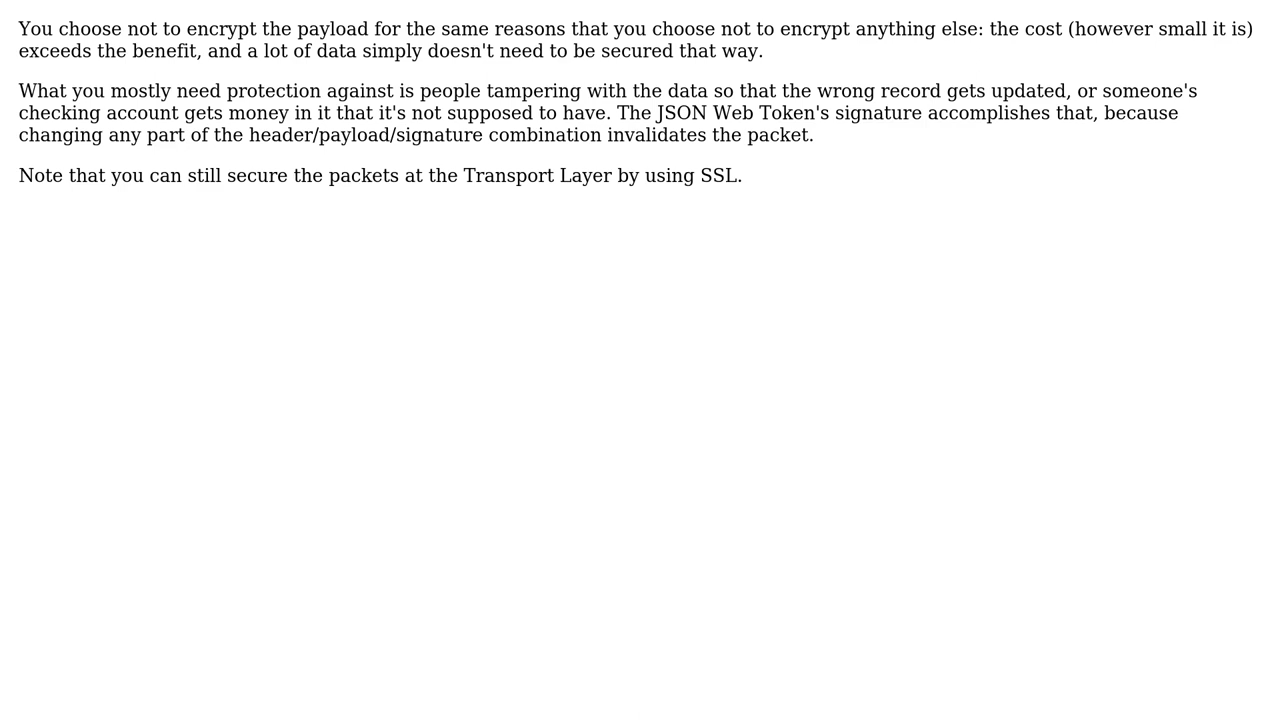 You choose not to encrypt the payload for the same reasons that you choose not to encrypt anything else: the cost (however small it is)
exceeds the benefit, and a lot of data simply doesn't need to be secured that way.
What you mostly need protection against is people tampering with the data so that the wrong record gets updated, or someone's
checking account gets money in it that it's not supposed to have. The JSON Web Token's signature accomplishes that, because
changing any part of the header/payload/signature combination invalidates the packet.
Note that you can still secure the packets at the Transport Layer by using SSL.